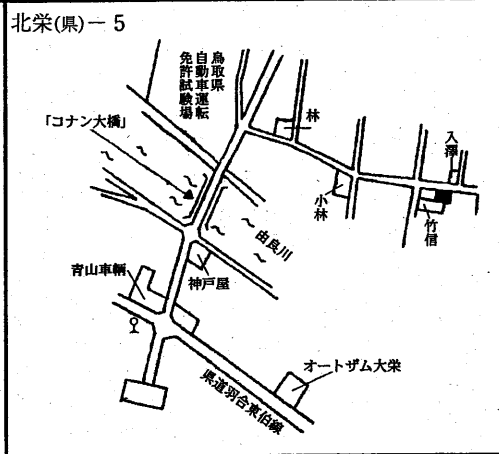 北栄(県)－5
鳥取県
自動車運転
免許試験場
「コナン大橋」
林
入澤
小林
竹信
由良川
青山車輌
神戸屋
オートザム大栄
県道羽合東伯線